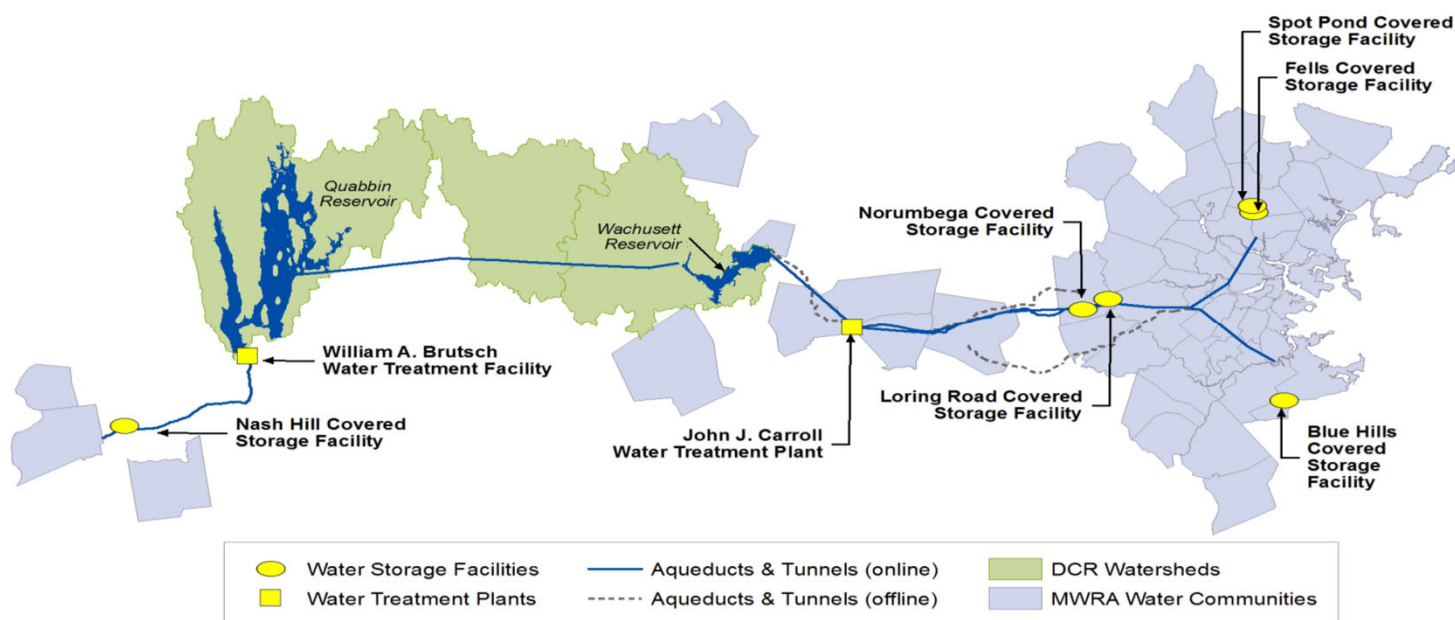 Spot Pond Covered
Storage Facility
Fells Covered
Storage Facility
Quabbin
Reservoir
Wachusett
Reservoir
Norumbega Covered
Storage Facility
William A. Brutsch
Water Treatment Facility
Nash Hill Covered
Storage Facility
John J. Carroll
Water Treatment Plant
Loring Road Covered
Storage Facility
Blue Hills
Covered
Storage
Facility
Water Storage Facilities
Aqueducts & Tunnels (online)
DCR Watersheds
Water Treatment Plants
Aqueducts & Tunnels (offline)
MWRA Water Communities